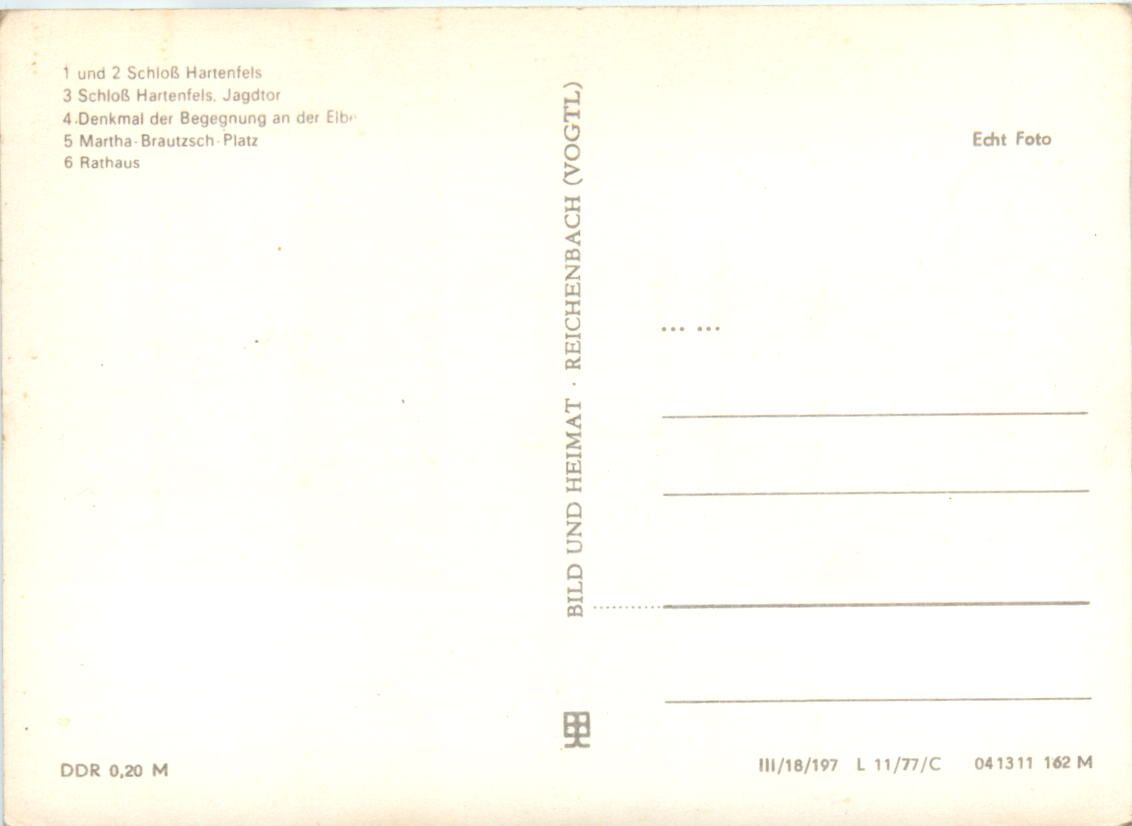 1 und 2 Schloß Hartenfels
3 Schloß Hartenfels, Jagdtor
4 Denkmal der Begegnung an der Elbe
5 Martha-Brautzsch-Platz
6 Rathaus
BILD UND HEIMAT · REICHENBACH (VOGTL)
Echt Foto
DDR 0,20 M
III/18/197 L 11/77/C 041311 162 M